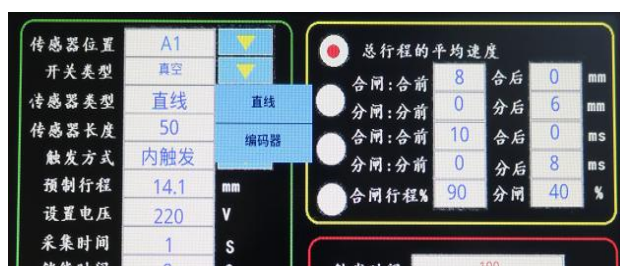 传感器位置 A1
开关类型 真空
传感器类型 直线
直线
传感器长度 50
编码器
触发方式 内触发
预制行程 14.1 mm
设置电压 220 V
采集时间 1 S
总行程的平均速度
合闸:合前 8 合后 0 mm
分闸:分前 0 分后 6 mm
合闸:合前 10 合后 0 ms
分闸:分前 0 分后 8 ms
合闸行程% 90 分闸 40 %